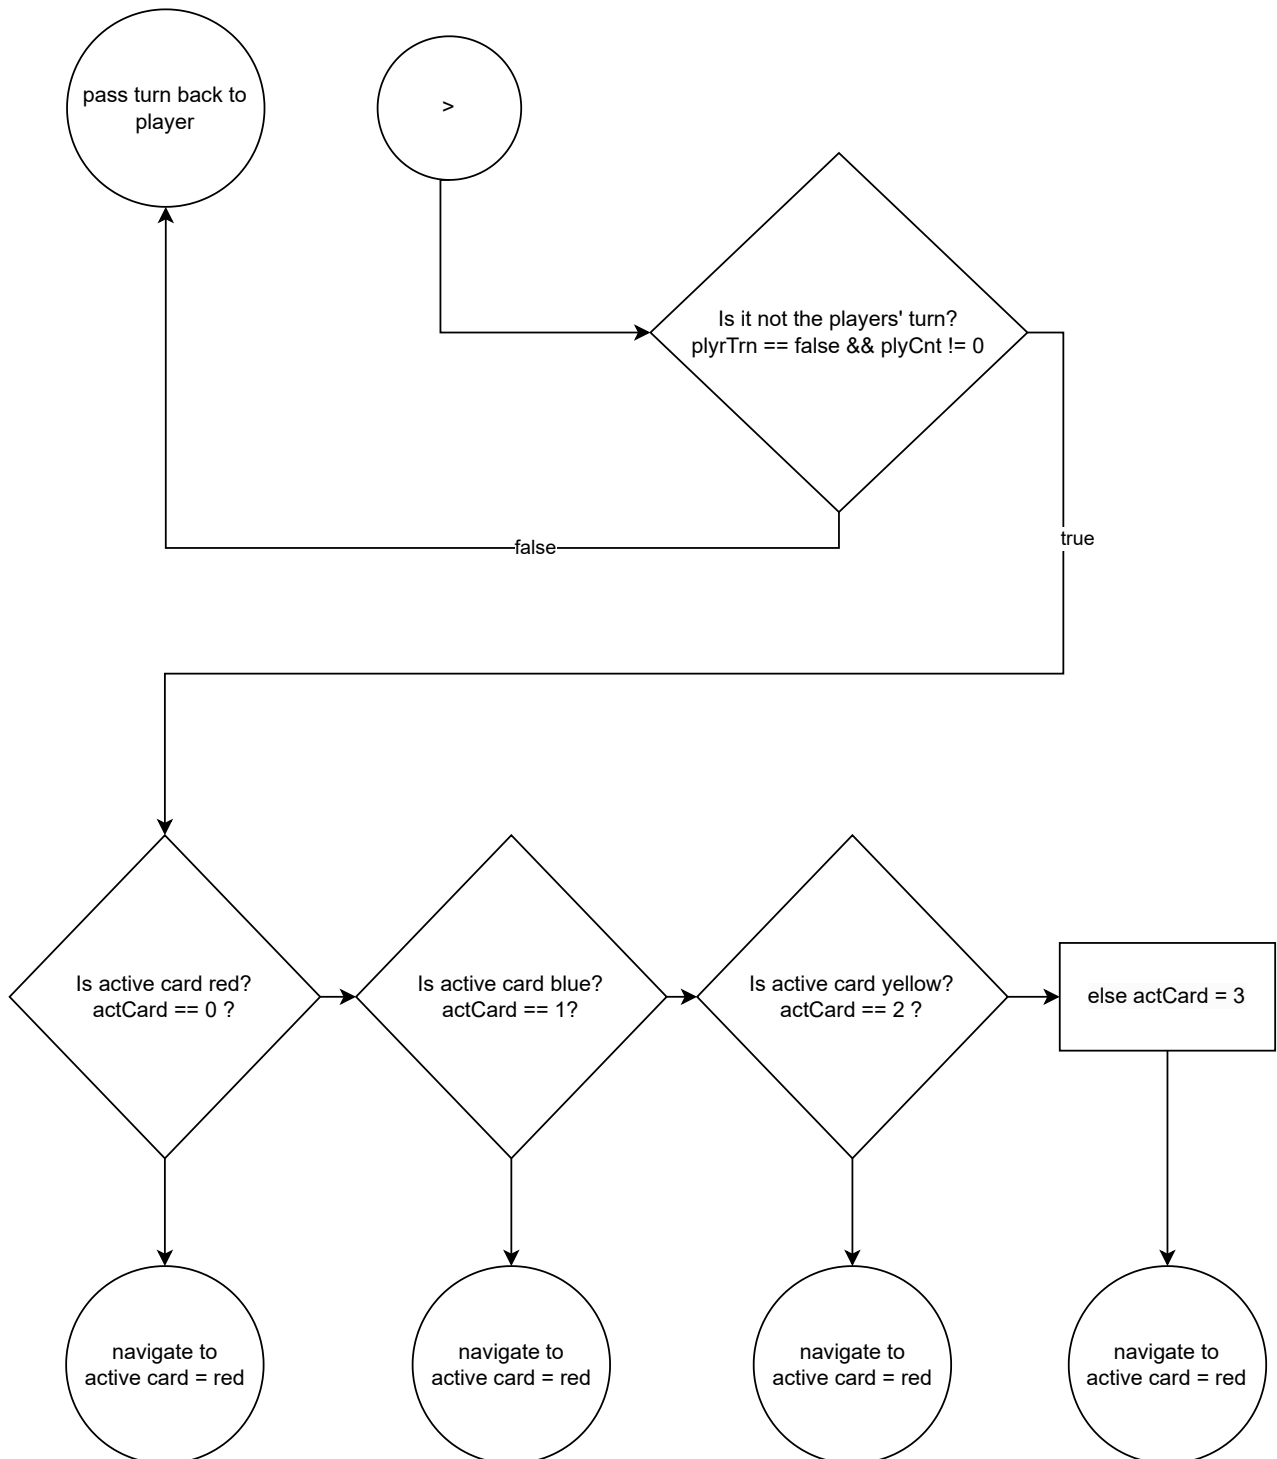 pass turn back to
player
>
Is it not the players' turn?
plyrTrn == false && plyCnt != 0
false
true
Is active card red?
actCard == 0 ?
Is active card blue?
actCard == 1?
Is active card yellow?
actCard == 2 ?
else actCard = 3
navigate to
active card = red
navigate to
active card = red
navigate to
active card = red
navigate to
active card = red